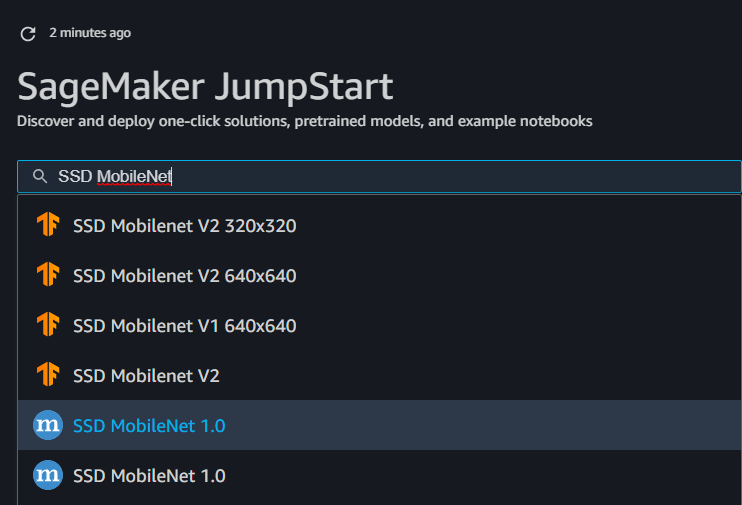 2 minutes ago
SageMaker JumpStart
Discover and deploy one-click solutions, pretrained models, and example notebooks
SSD MobileNet
SSD Mobilenet V2 320x320
SSD Mobilenet V2 640x640
SSD Mobilenet V1 640x640
SSD Mobilenet V2
m SSD MobileNet 1.0
m SSD MobileNet 1.0